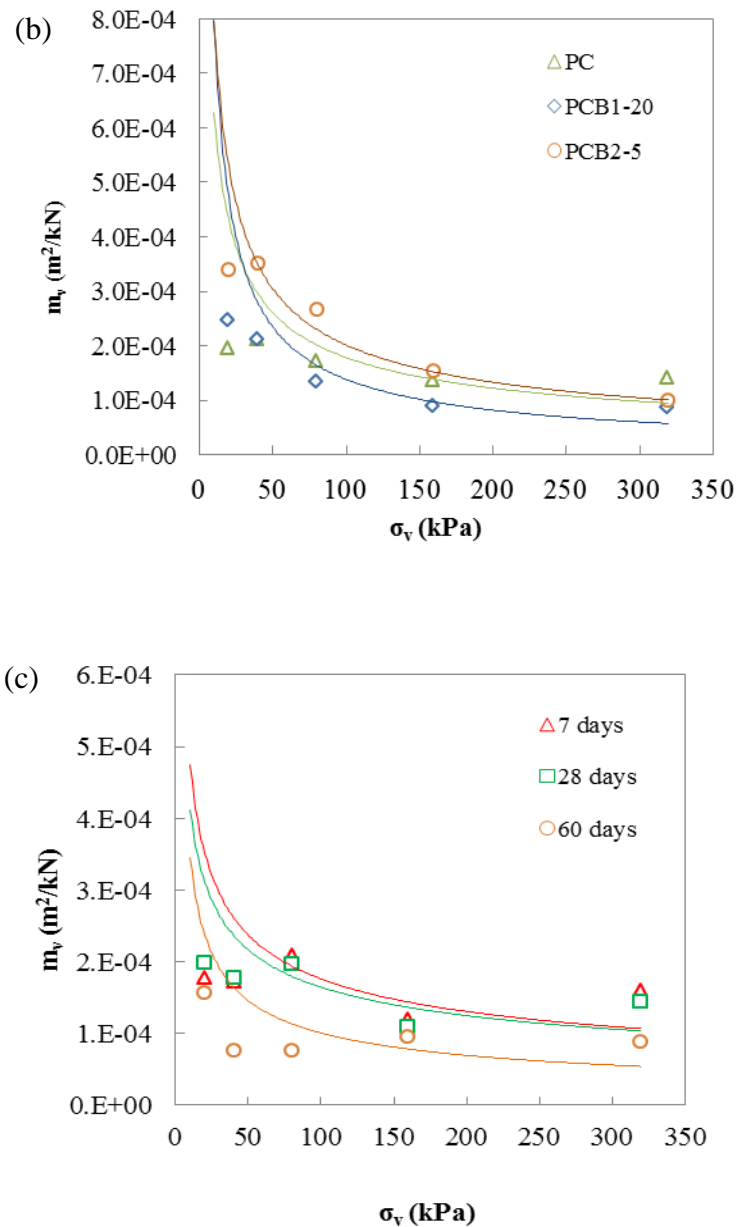 (b)
8.0E-04
7.0E-04
6.0E-04
5.0E-04
4.0E-04
3.0E-04
2.0E-04
1.0E-04
0.0E+00
mᵥ (m²/kN)
PC
PCB1-20
PCB2-5
0 50 100 150 200 250 300 350
σᵥ (kPa)
(c)
6.E-04
5.E-04
4.E-04
3.E-04
2.E-04
1.E-04
0.E+00
mᵥ (m²/kN)
7 days
28 days
60 days
0 50 100 150 200 250 300 350
σᵥ (kPa)